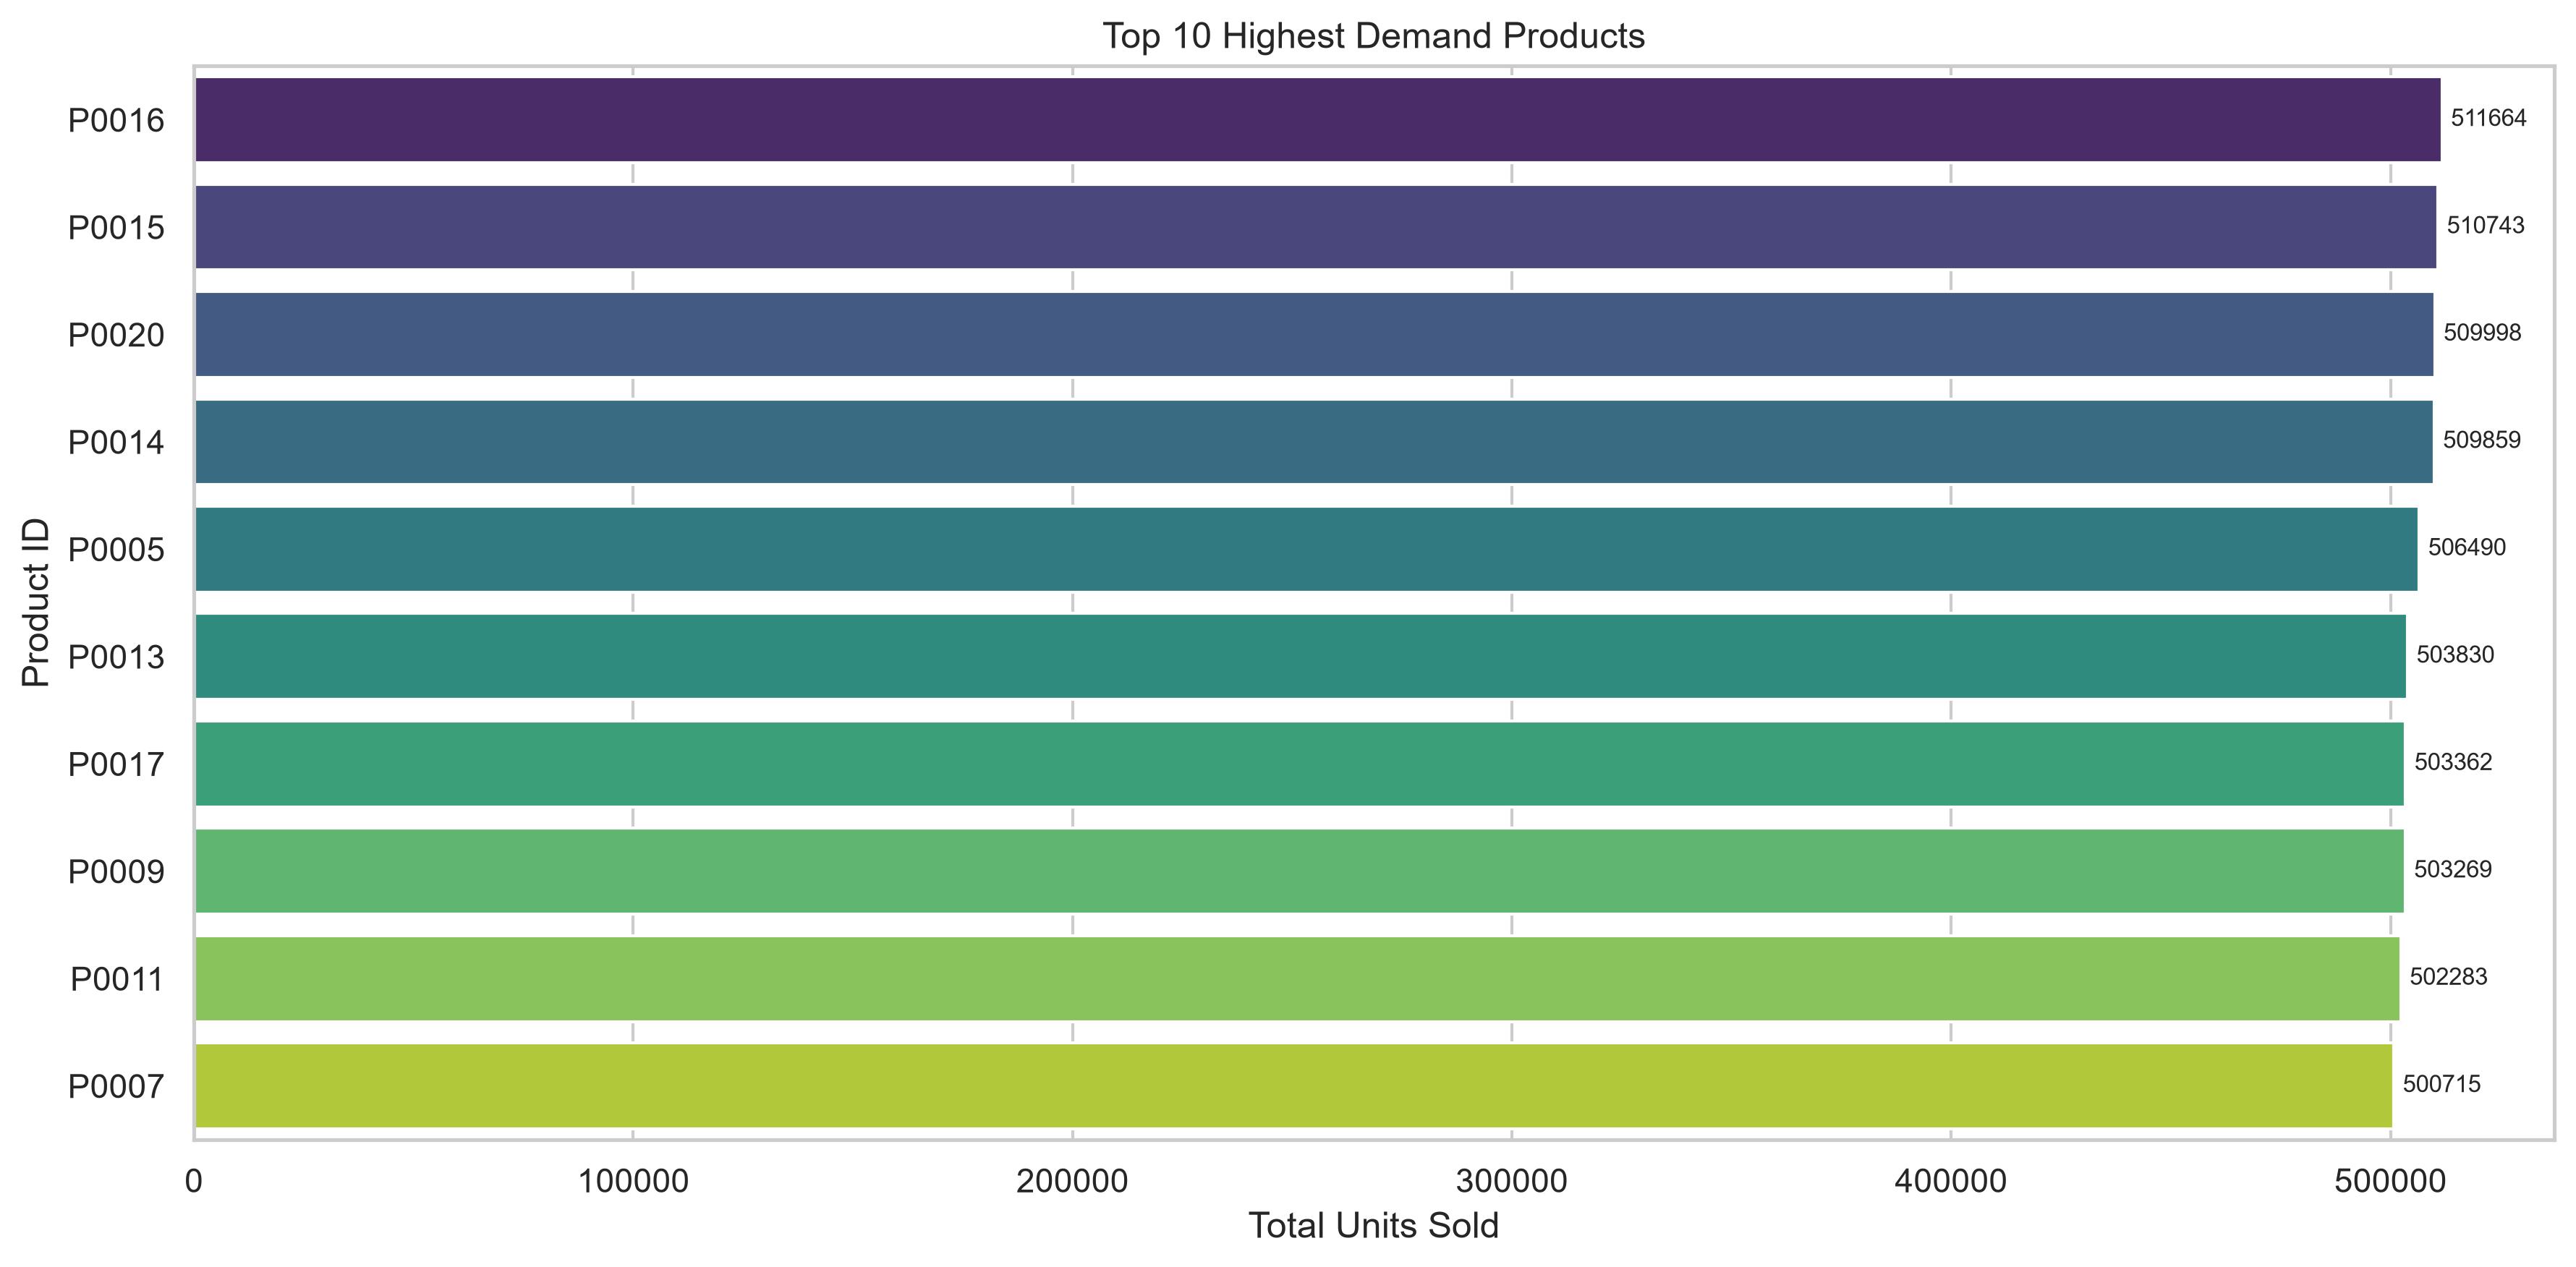 Top 10 Highest Demand Products
P0016 511664
P0015 510743
P0020 509998
P0014 509859
P0005 506490
P0013 503830
P0017 503362
P0009 503269
P0011 502283
P0007 500715
Product ID
0 100000 200000 300000 400000 500000
Total Units Sold